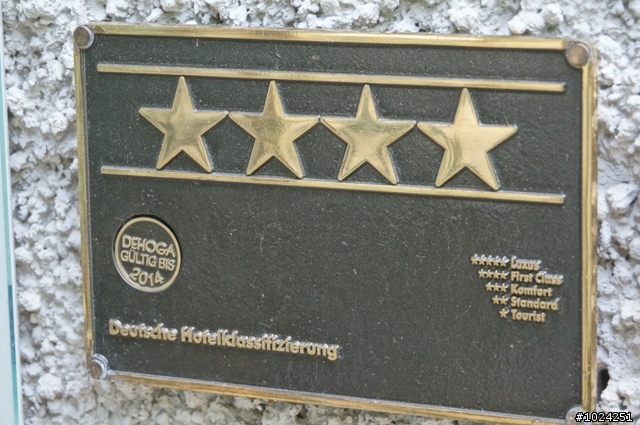 DEHOGA
GÜLTIG BIS
2014
Deutsche Hotelklassifizierung
***** Luxus
**** First Class
*** Komfort
** Standard
* Tourist
#1024251